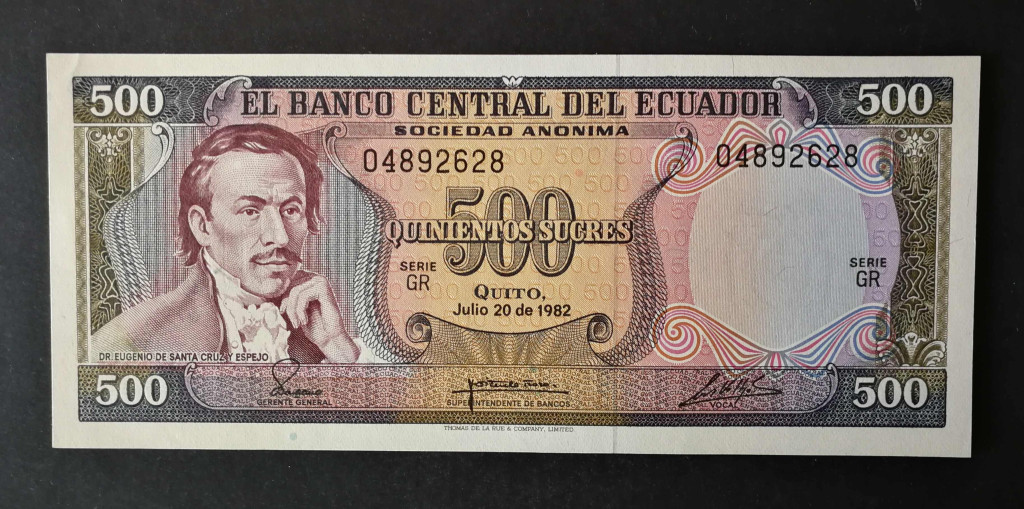 500
EL BANCO CENTRAL DEL ECUADOR
500
SOCIEDAD ANONIMA
04892628
04892628
500
QUINIENTOS SUCRES
SERIE
GR
SERIE
GR
QUITO,
Julio 20 de 1982
DR. EUGENIO DE SANTA CRUZ Y ESPEJO
500
GERENTE GENERAL
SUPERINTENDENTE DE BANCOS
VOCAL
500
THOMAS DE LA RUE & COMPANY, LIMITED.